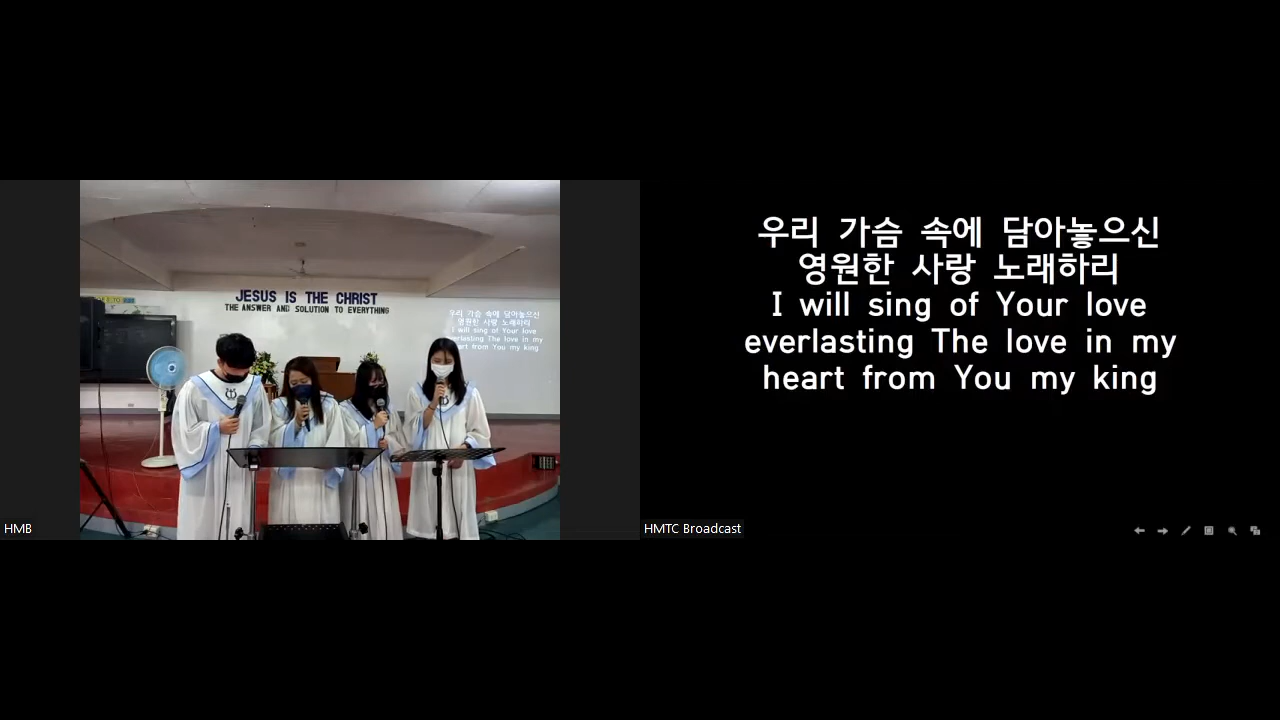 JESUS IS THE CHRIST
THE ANSWER AND SOLUTION TO EVERYTHING
우리 가슴 속에 담아놓으신
영원한 사랑 노래하리
I will sing of Your love
everlasting The love in my
heart from You my king
HMB
우리 가슴 속에 담아놓으신
영원한 사랑 노래하리
I will sing of Your love
everlasting The love in my
heart from You my king
HMTC Broadcast